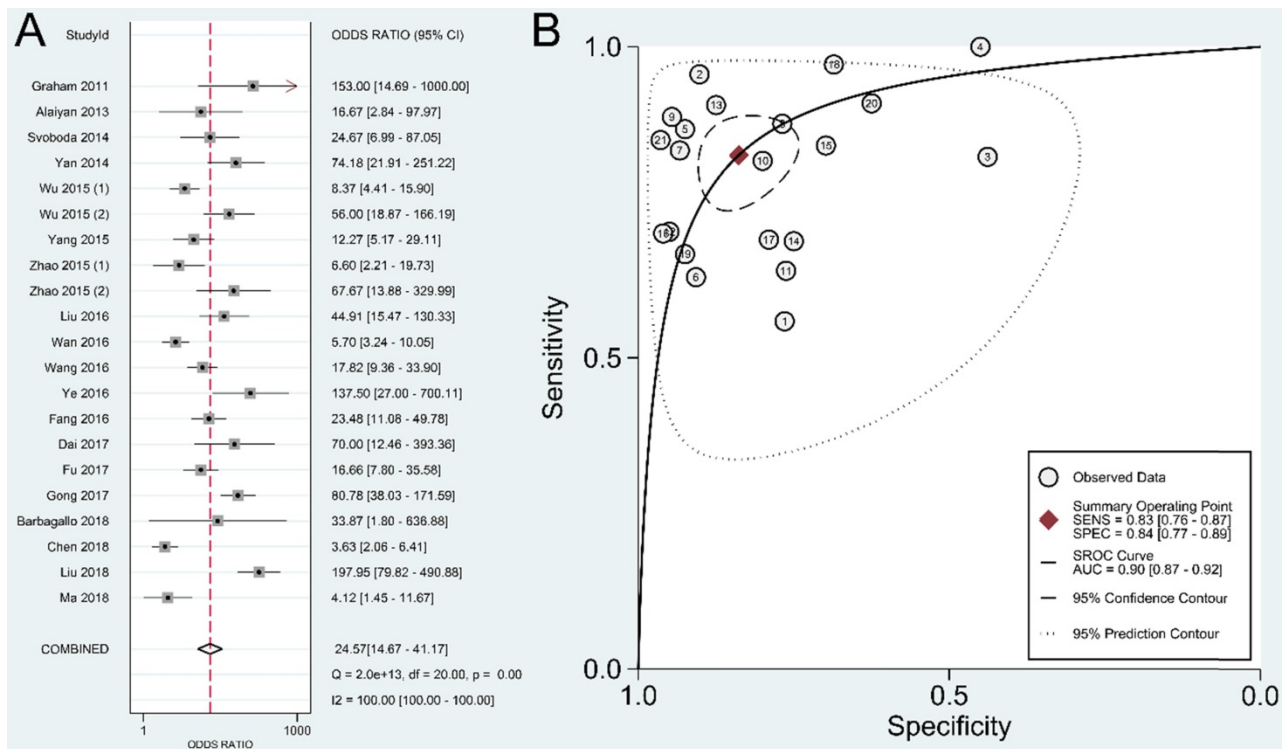 A
StudyId ODDS RATIO (95% CI)
Graham 2011 153.00 [14.69 - 1000.00]
Alaiyan 2013 16.67 [2.84 - 97.97]
Svoboda 2014 24.67 [6.99 - 87.05]
Yan 2014 74.18 [21.91 - 251.22]
Wu 2015 (1) 8.37 [4.41 - 15.90]
Wu 2015 (2) 56.00 [18.87 - 166.19]
Yang 2015 12.27 [5.17 - 29.11]
Zhao 2015 (1) 6.60 [2.21 - 19.73]
Zhao 2015 (2) 67.67 [13.88 - 329.99]
Liu 2016 44.91 [15.47 - 130.33]
Wan 2016 5.70 [3.24 - 10.05]
Wang 2016 17.82 [9.36 - 33.90]
Ye 2016 137.50 [27.00 - 700.11]
Fang 2016 23.48 [11.08 - 49.78]
Dai 2017 70.00 [12.46 - 393.36]
Fu 2017 16.66 [7.80 - 35.58]
Gong 2017 80.78 [38.03 - 171.59]
Barbagallo 2018 33.87 [1.80 - 636.88]
Chen 2018 3.63 [2.06 - 6.41]
Liu 2018 197.95 [79.82 - 490.88]
Ma 2018 4.12 [1.45 - 11.67]
COMBINED 24.57[14.67 - 41.17]
Q = 2.0e+13, df = 20.00, p = 0.00
I2 = 100.00 [100.00 - 100.00]
1 1000
ODDS RATIO
B
1.0
0.5
0.0
Sensitivity
4
18
2
20
13
9
5
21
7
15
10
3
16
19
17
14
11
6
1
Observed Data
Summary Operating Point
SENS = 0.83 [0.76 - 0.87]
SPEC = 0.84 [0.77 - 0.89]
SROC Curve
AUC = 0.90 [0.87 - 0.92]
95% Confidence Contour
95% Prediction Contour
1.0 0.5 0.0
Specificity